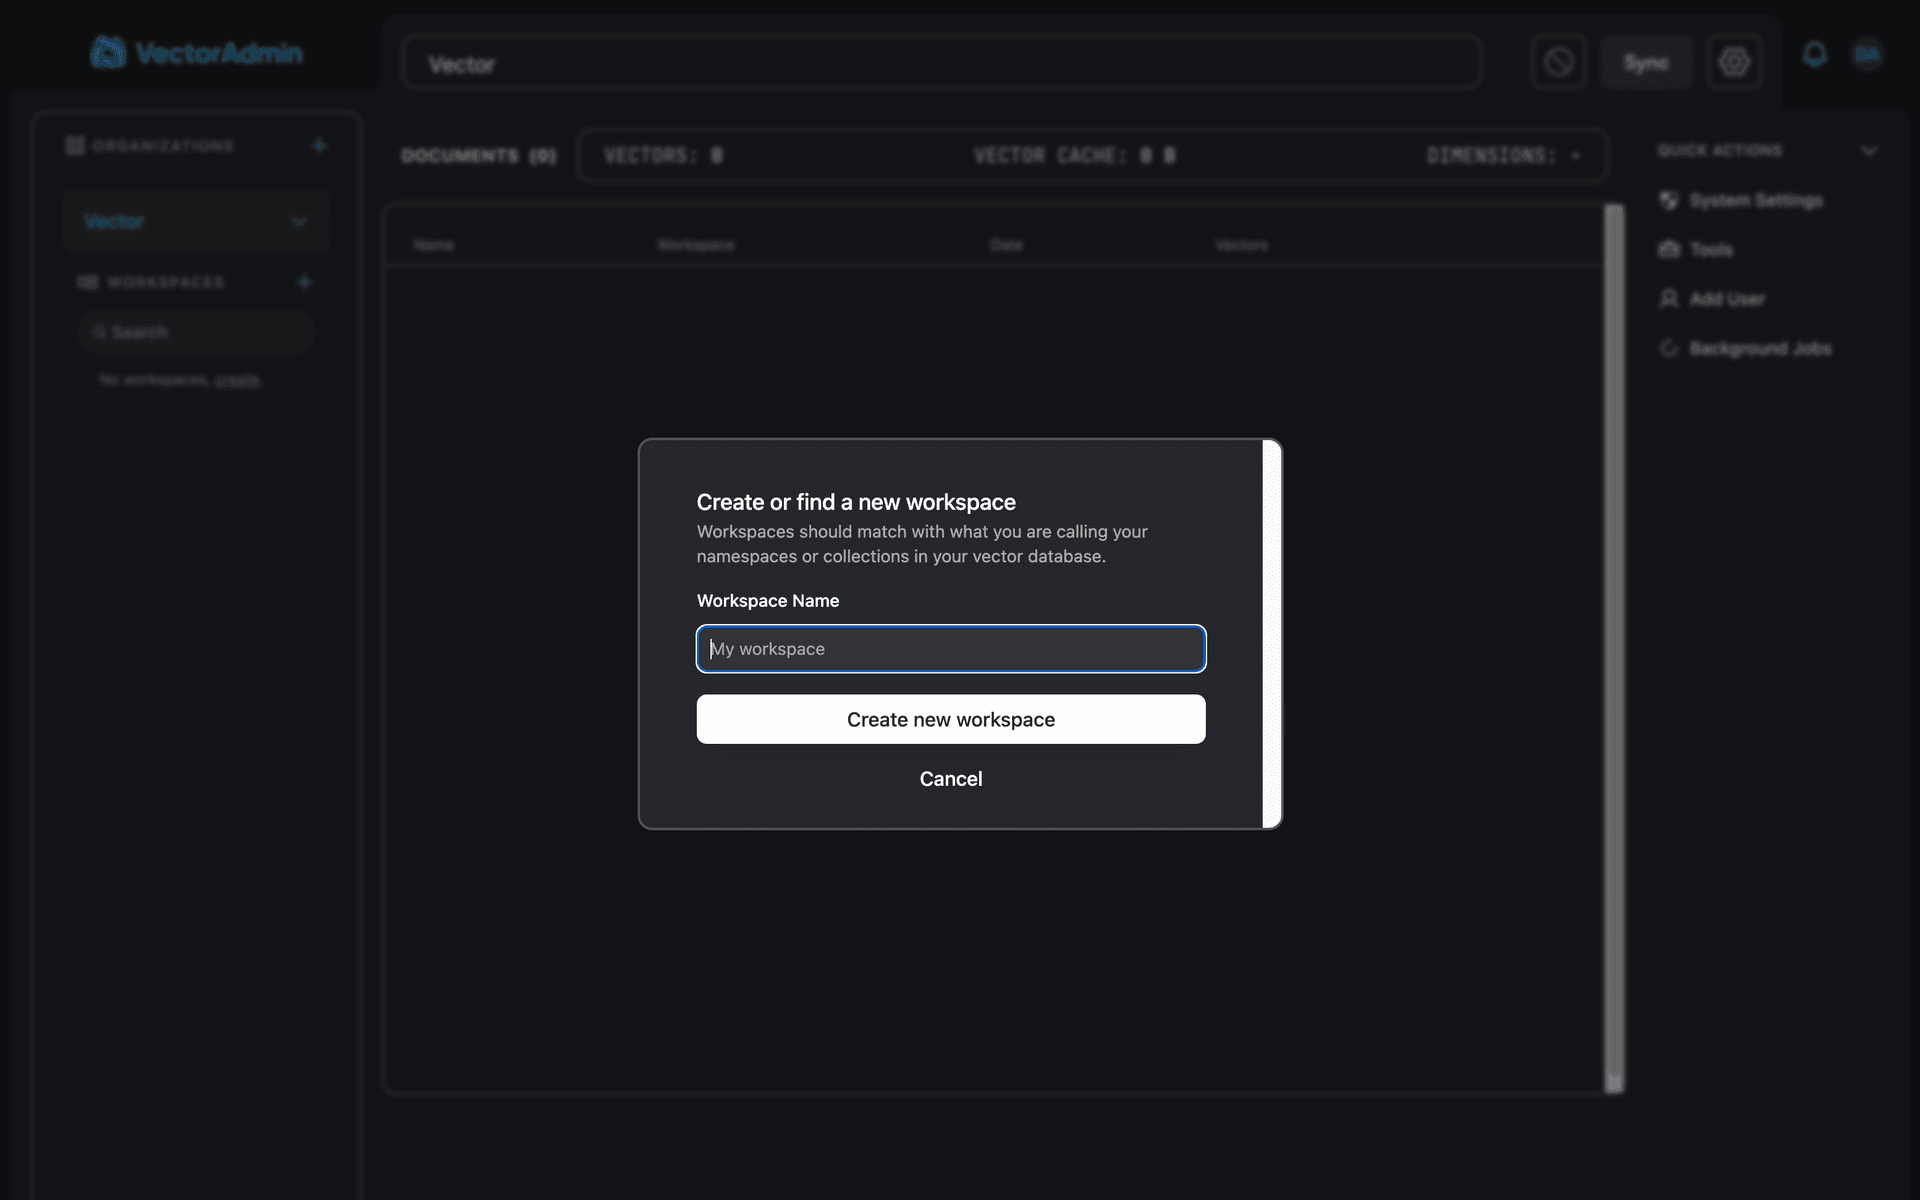 VectorAdmin
Vector
Sync
DA
ORGANIZATIONS
Vector
WORKSPACES
Search
No workspaces, create.
DOCUMENTS (0)
VECTORS: 0
VECTOR CACHE: 0 B
DIMENSIONS: -
Name
Workspace
Date
Vectors
QUICK ACTIONS
System Settings
Tools
Add User
Background Jobs
Create or find a new workspace
Workspaces should match with what you are calling your
namespaces or collections in your vector database.
Workspace Name
My workspace
Create new workspace
Cancel